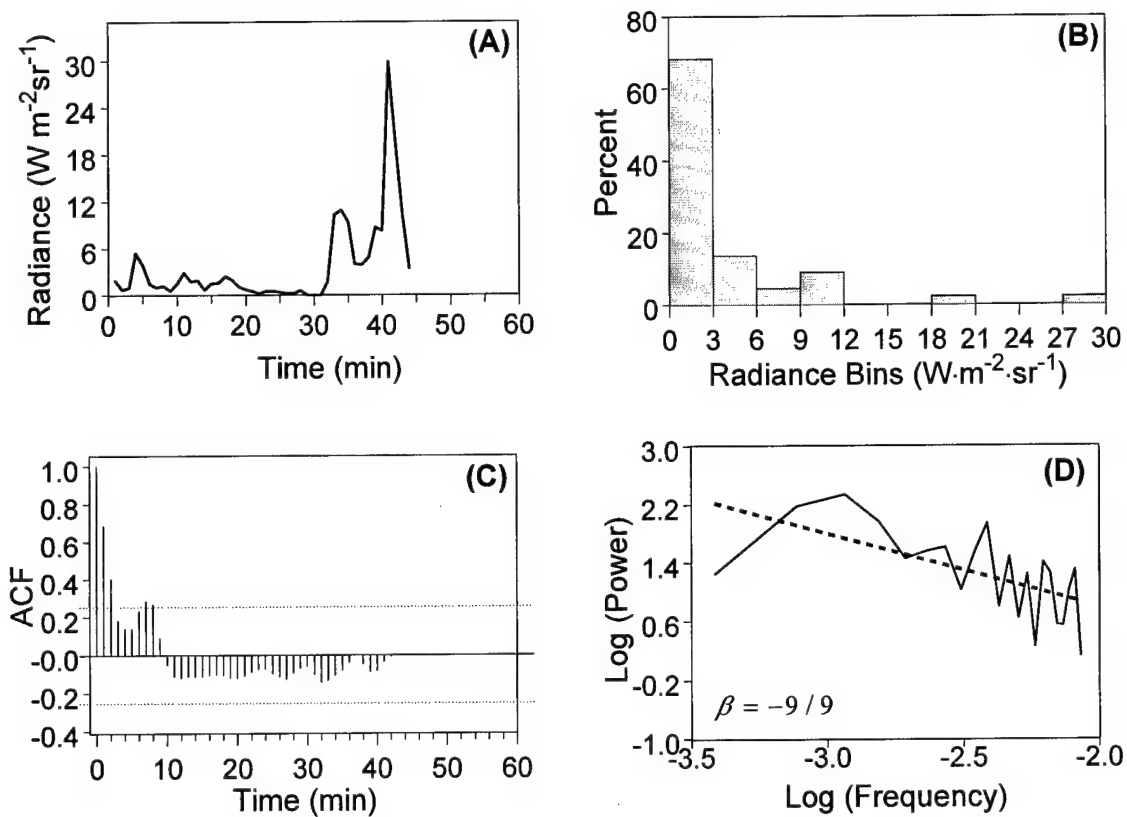 (A)
Radiance (W m⁻²sr⁻¹)
30
24
18
12
6
0
0 10 20 30 40 50 60
Time (min)
(B)
Percent
80
60
40
20
0
0 3 6 9 12 15 18 21 24 27 30
Radiance Bins (W·m⁻²·sr⁻¹)
(C)
ACF
1.0
0.8
0.6
0.4
0.2
-0.0
-0.2
-0.4
0 10 20 30 40 50 60
Time (min)
(D)
Log (Power)
3.0
2.2
1.4
0.6
-0.2
-1.0
β = -9 / 9
-3.5 -3.0 -2.5 -2.0
Log (Frequency)